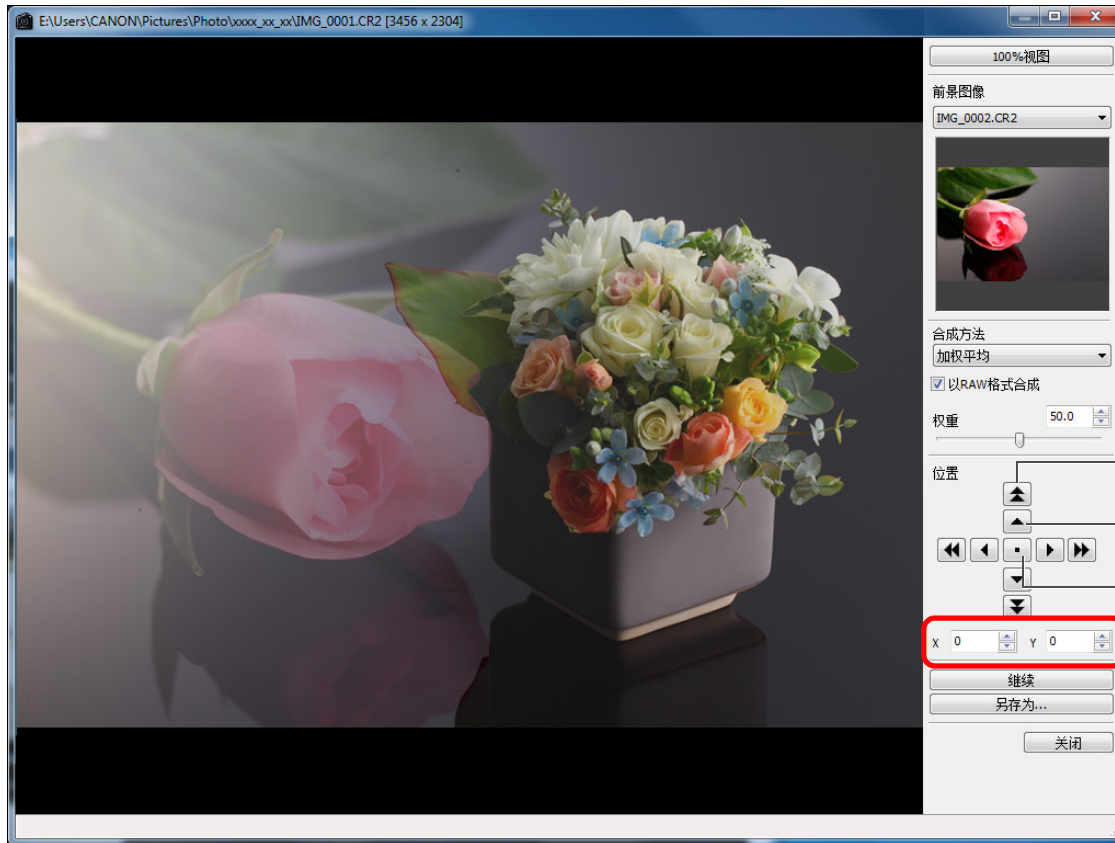 E:\Users\CANON\Pictures\Photo\xxxx_xx_xx\IMG_0001.CR2 [3456 x 2304]
100%视图
前景图像
IMG_0002.CR2
合成方法
加权平均
以RAW格式合成
权重 50.0
位置
X 0 Y 0
继续
另存为...
关闭